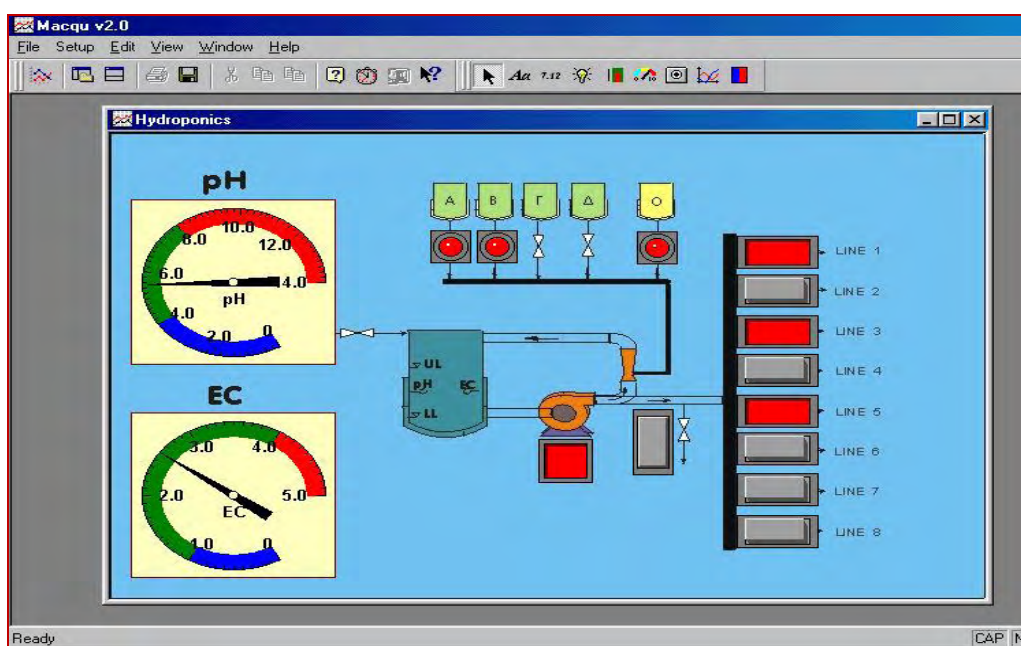 Macqu v2.0
File Setup Edit View Window Help
Aa 7.12
Hydroponics
pH
10.0
8.0 12.0
6.0 14.0
pH
4.0
2.0 0
EC
3.0 4.0
2.0 5.0
EC
1.0 0
Α Β Γ Δ Ο
UL
pH EC
LL
LINE 1
LINE 2
LINE 3
LINE 4
LINE 5
LINE 6
LINE 7
LINE 8
Ready CAP